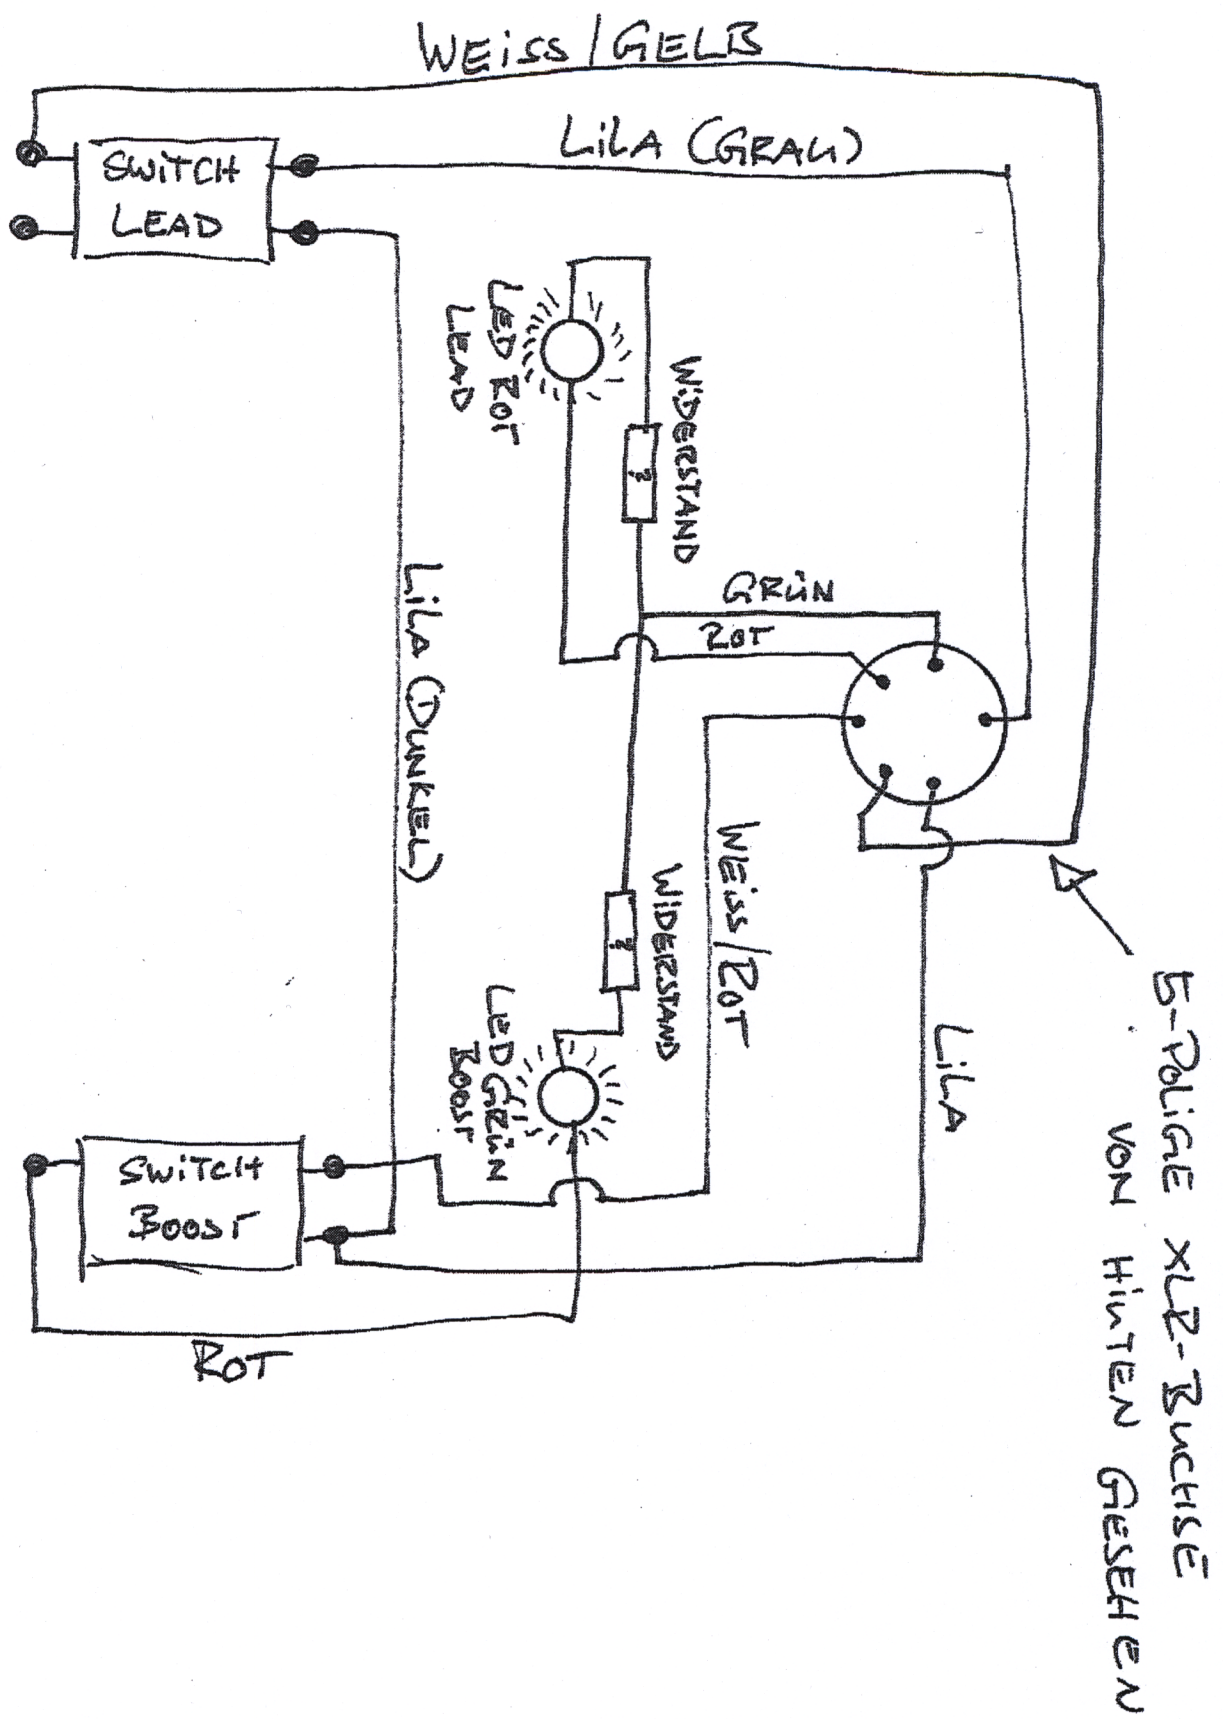 WEiSS/GELB
LiLA (GRAU)
SWiTCH
LEAD
LED ROT
LEAD
WiDERSTAND
?
GRÜN
ROT
LiLA (DUNKEL)
WEiSS/ROT
WiDERSTAND
?
LED GRÜN
BOOST
LiLA
5-POLiGE XLR-BUCHSE
VON HiNTEN GESEHEN
SWiTCH
BOOST
ROT